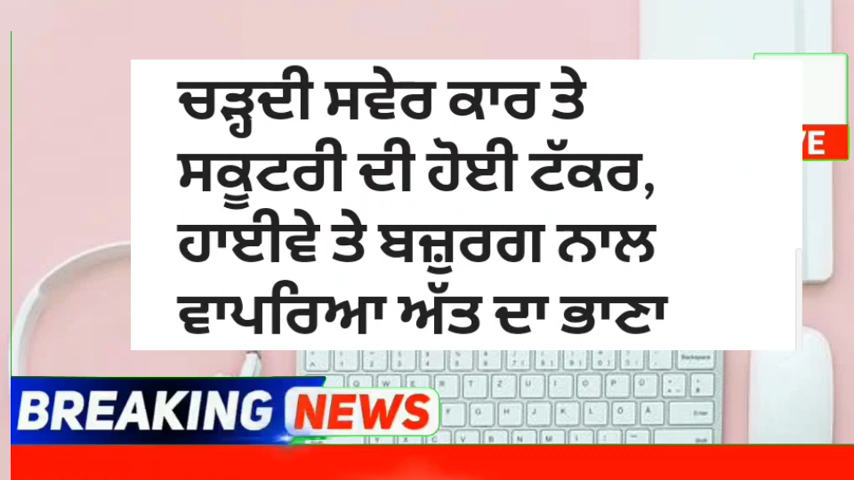 ਚੜ੍ਹਦੀ ਸਵੇਰ ਕਾਰ ਤੇ
ਸਕੂਟਰੀ ਦੀ ਹੋਈ ਟੱਕਰ,
ਹਾਈਵੇ ਤੇ ਬਜ਼ੁਰਗ ਨਾਲ
ਵਾਪਰਿਆ ਅੱਤ ਦਾ ਭਾਣਾ
BREAKING NEWS